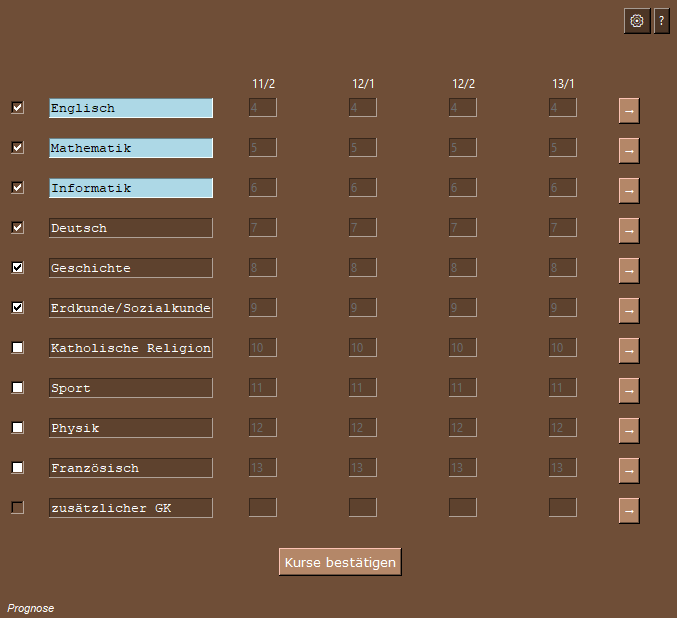 ?
11/2 12/1 12/2 13/1
Englisch 4 4 4 4 →
Mathematik 5 5 5 5 →
Informatik 6 6 6 6 →
Deutsch 7 7 7 7 →
Geschichte 8 8 8 8 →
Erdkunde/Sozialkunde 9 9 9 9 →
Katholische Religion 10 10 10 10 →
Sport 11 11 11 11 →
Physik 12 12 12 12 →
Französisch 13 13 13 13 →
zusätzlicher GK →
Kurse bestätigen
Prognose